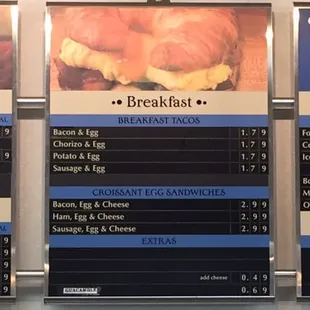 •• Breakfast ••
BREAKFAST TACOS
Bacon & Egg 1.79
Chorizo & Egg 1.79
Potato & Egg 1.79
Sausage & Egg 1.79
CROISSANT EGG SANDWICHES
Bacon, Egg & Cheese 2.99
Ham, Egg & Cheese 2.99
Sausage, Egg & Cheese 2.99
EXTRAS
add cheese 0.49
GUACAMOLE 0.69